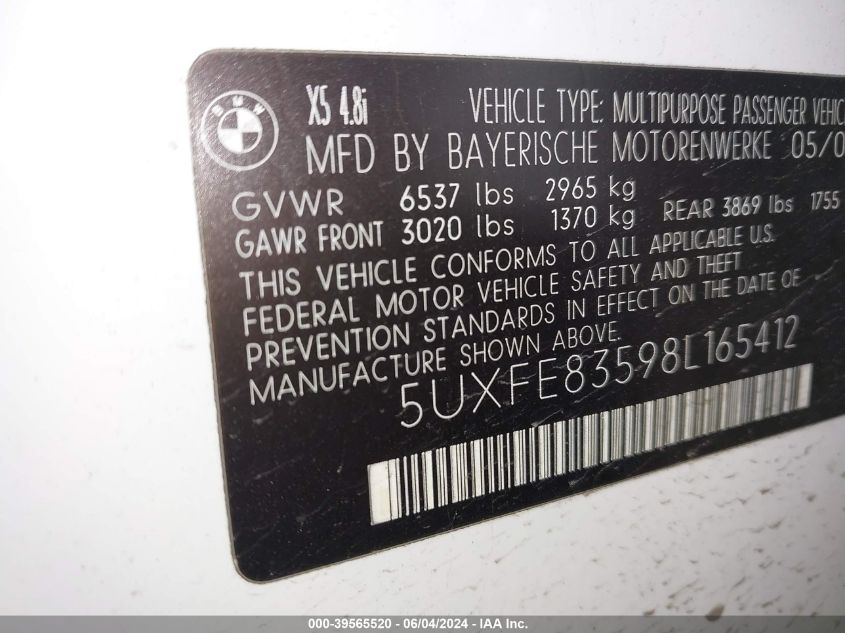 BMW
X5 4.8i
VEHICLE TYPE: MULTIPURPOSE PASSENGER
MFD BY BAYERISCHE MOTORENWERKE 05/0
GVWR 6537 lbs 2965 kg
GAWR FRONT 3020 lbs 1370 kg REAR 3869 lbs 1755
THIS VEHICLE CONFORMS TO ALL APPLICABLE U.S.
FEDERAL MOTOR VEHICLE SAFETY AND THEFT
PREVENTION STANDARDS IN EFFECT ON THE DATE OF
MANUFACTURE SHOWN ABOVE.
5UXFE83598L165412
000-39565520 - 06/04/2024 - IAA Inc.